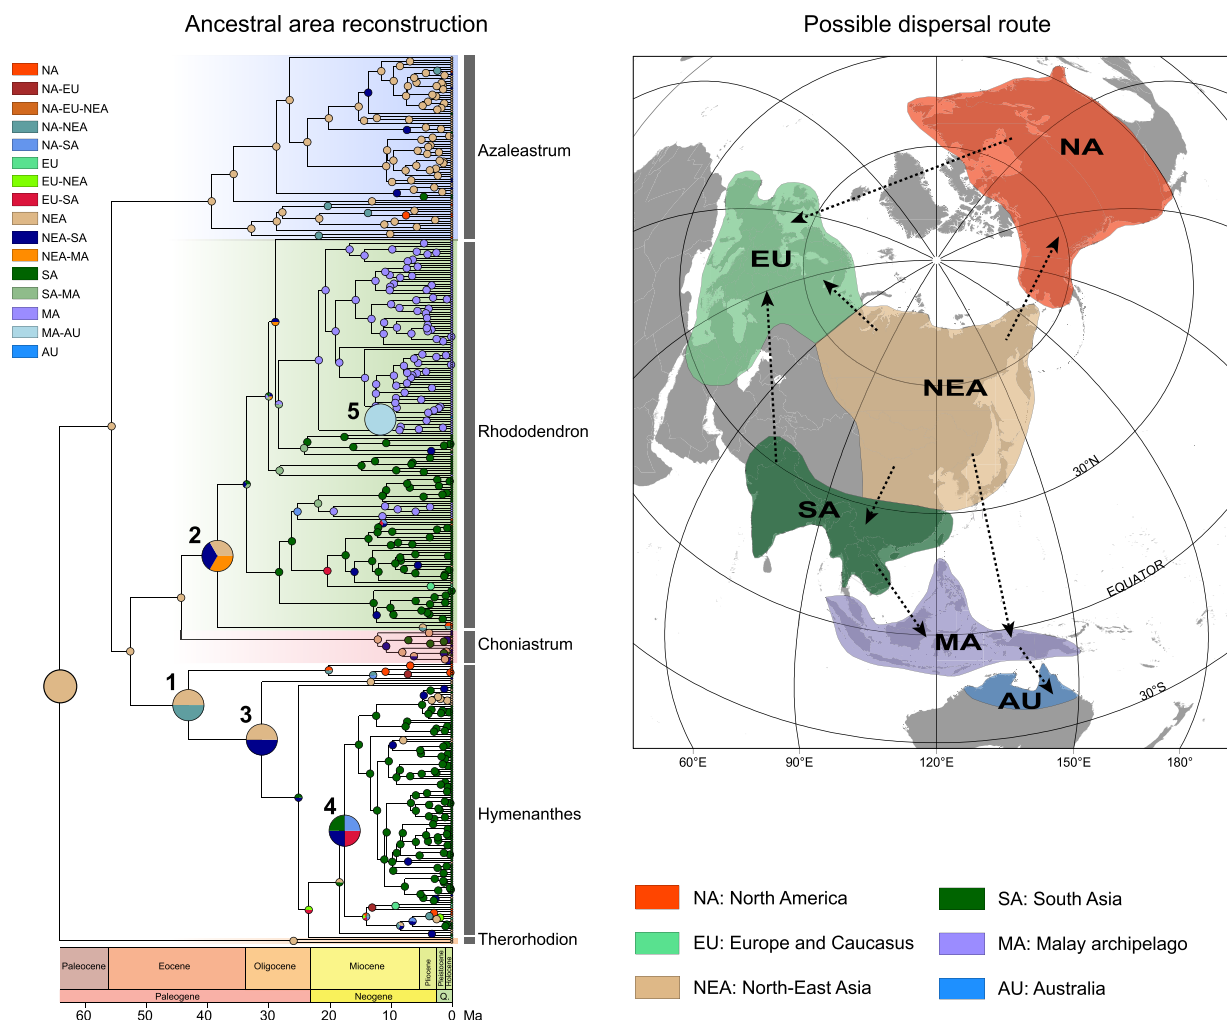 Ancestral area reconstruction
Possible dispersal route
NA
NA-EU
NA-EU-NEA
NA-NEA
NA-SA
EU
EU-NEA
EU-SA
NEA
NEA-SA
NEA-MA
SA
SA-MA
MA
MA-AU
AU
Azaleastrum
Rhododendron
Choniastrum
Hymenanthes
Therorhodion
5
2
1
3
4
Paleocene
Eocene
Oligocene
Miocene
Pliocene
Pleistocene
Holocene
Paleogene
Neogene
Q.
60
50
40
30
20
10
0
Ma
NA
EU
NEA
SA
MA
AU
30°N
EQUATOR
30°S
60°E
90°E
120°E
150°E
180°
NA: North America
EU: Europe and Caucasus
NEA: North-East Asia
SA: South Asia
MA: Malay archipelago
AU: Australia